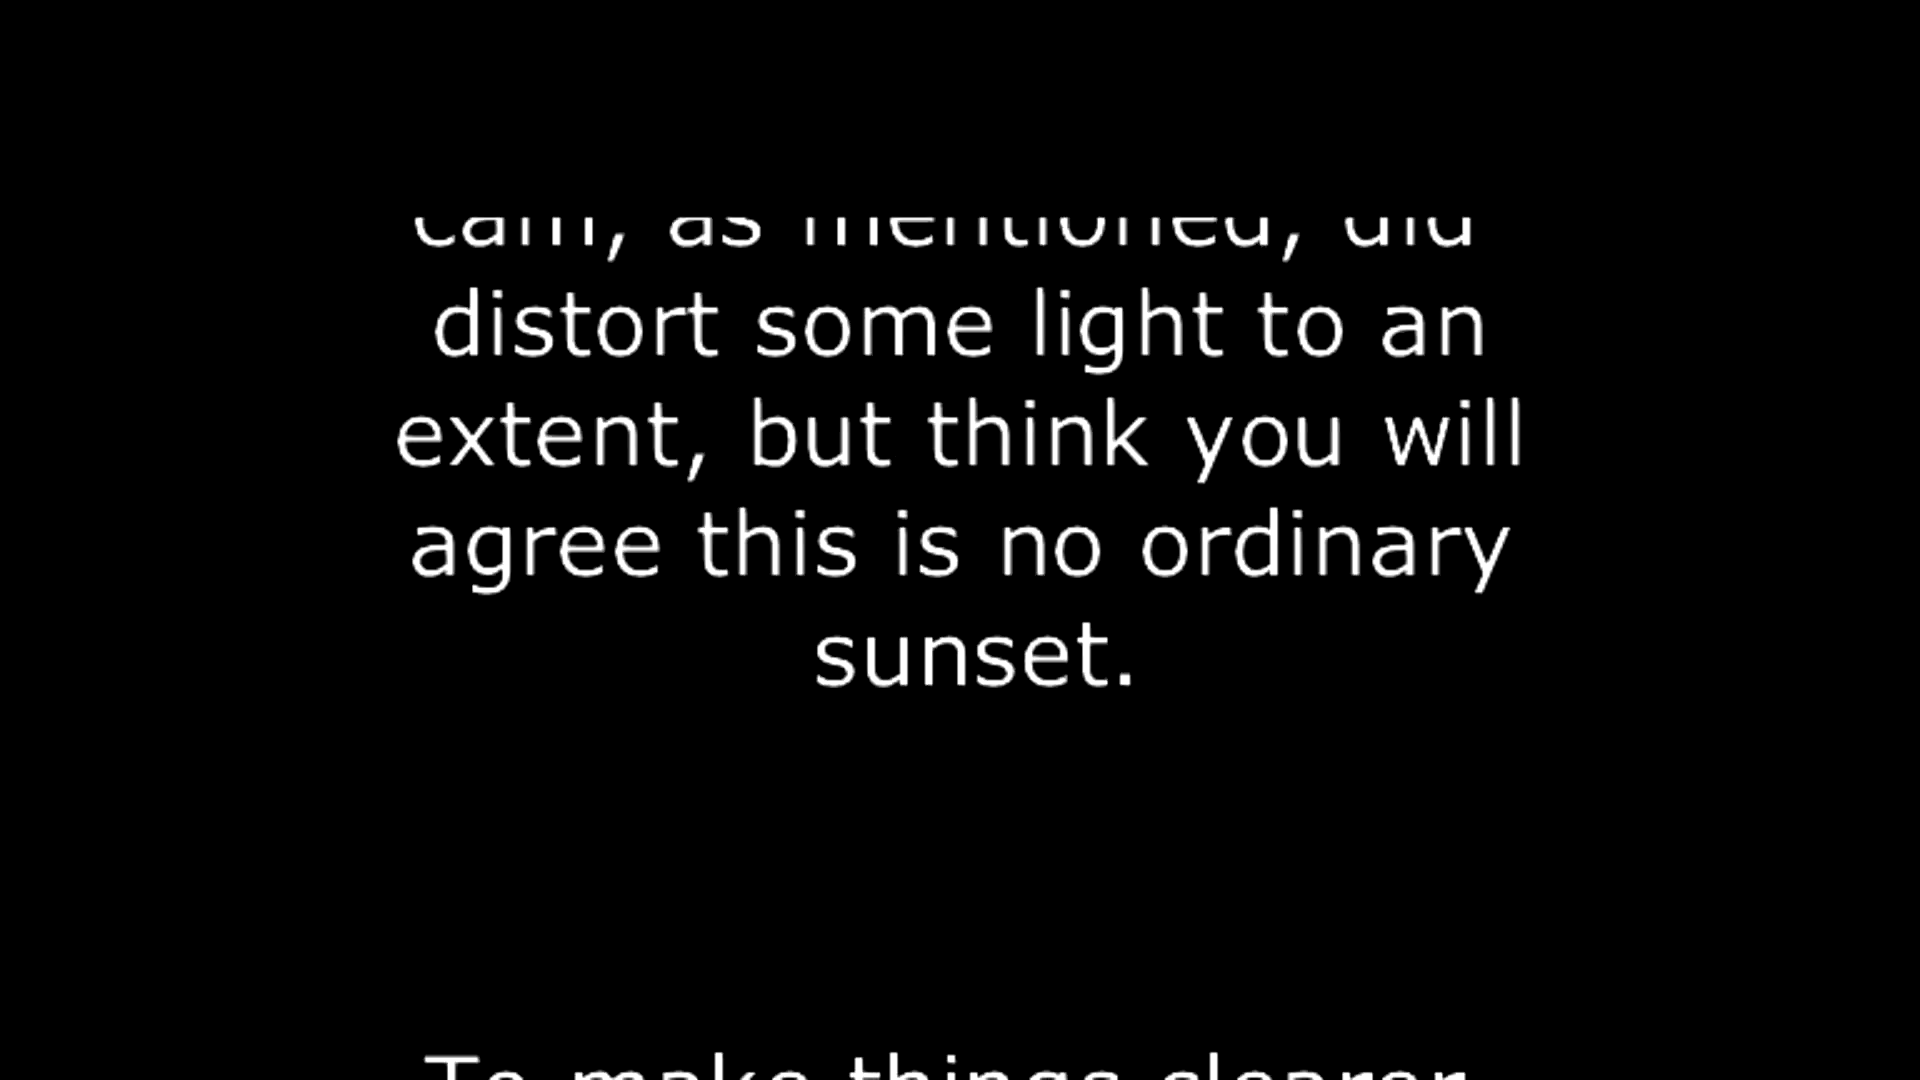 cam, as mentioned, did
distort some light to an
extent, but think you will
agree this is no ordinary
sunset.
To make things clearer